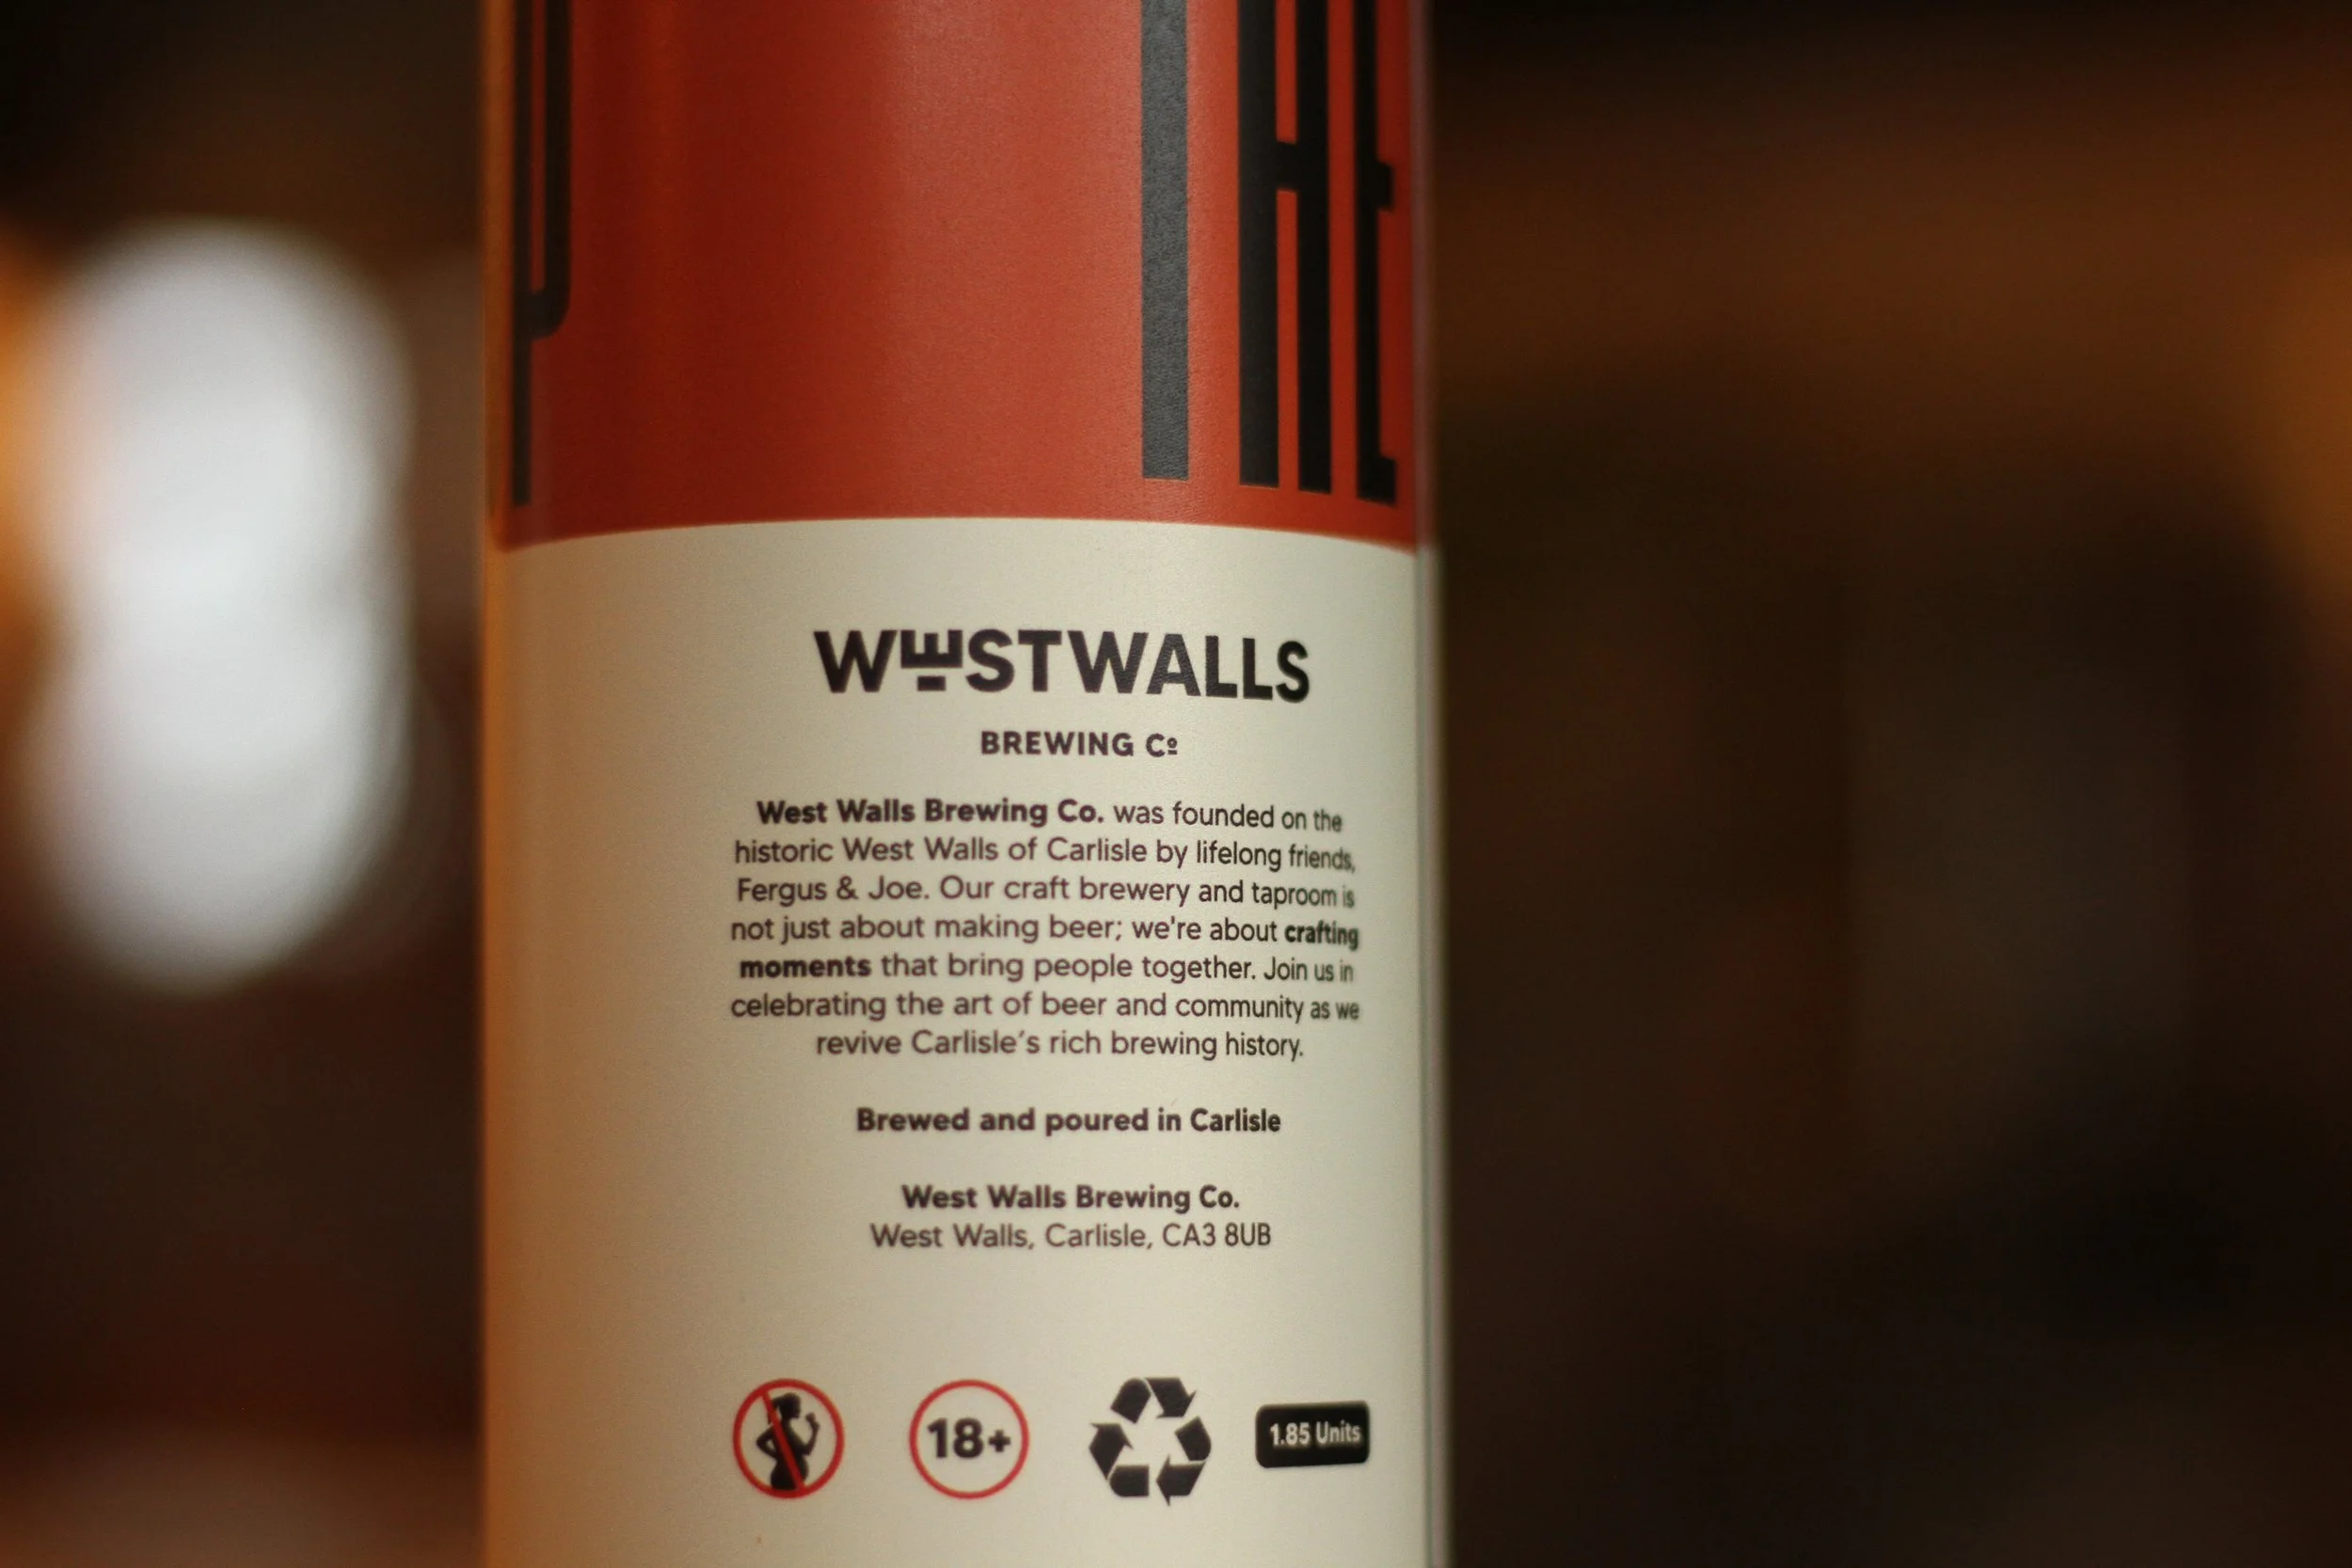 P THE
WESTWALLS
BREWING Cº
West Walls Brewing Co. was founded on the
historic West Walls of Carlisle by lifelong friends,
Fergus & Joe. Our craft brewery and taproom is
not just about making beer; we're about crafting
moments that bring people together. Join us in
celebrating the art of beer and community as we
revive Carlisle's rich brewing history.
Brewed and poured in Carlisle
West Walls Brewing Co.
West Walls, Carlisle, CA3 8UB
18+ 1.85 Units